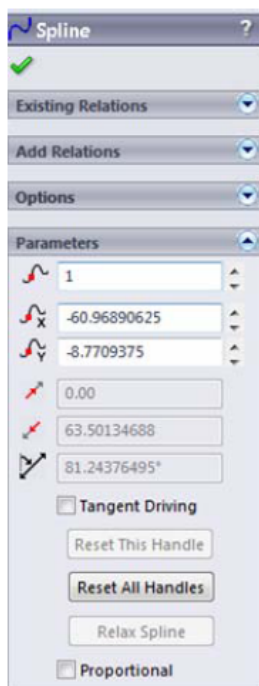 Spline ?
Existing Relations
Add Relations
Options
Parameters
1
X -60.96890625
Y -8.7709375
0.00
63.50134688
81.24376495°
Tangent Driving
Reset This Handle
Reset All Handles
Relax Spline
Proportional